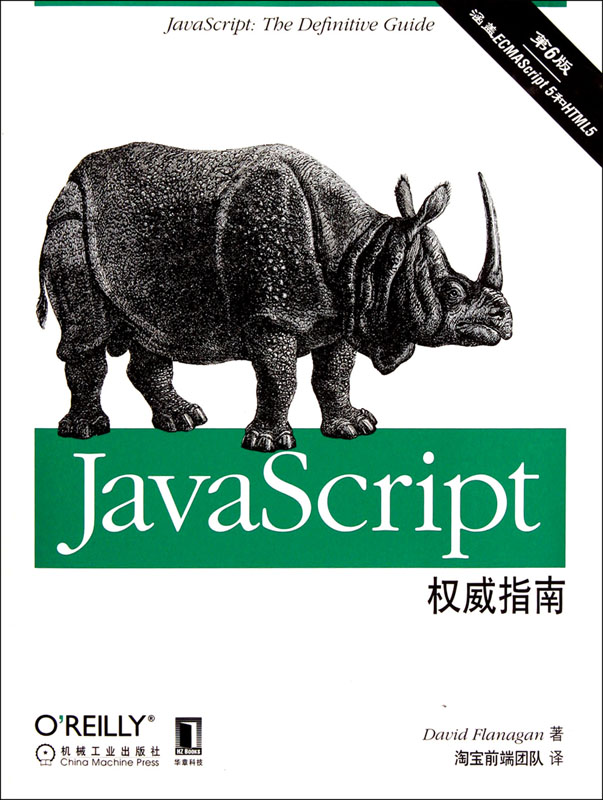 JavaScript: The Definitive Guide
第6版
涵盖ECMAScript 5和HTML5
JavaScript
权威指南
O'REILLY®
机械工业出版社
China Machine Press
HZ Books
华章科技
David Flanagan 著
淘宝前端团队 译